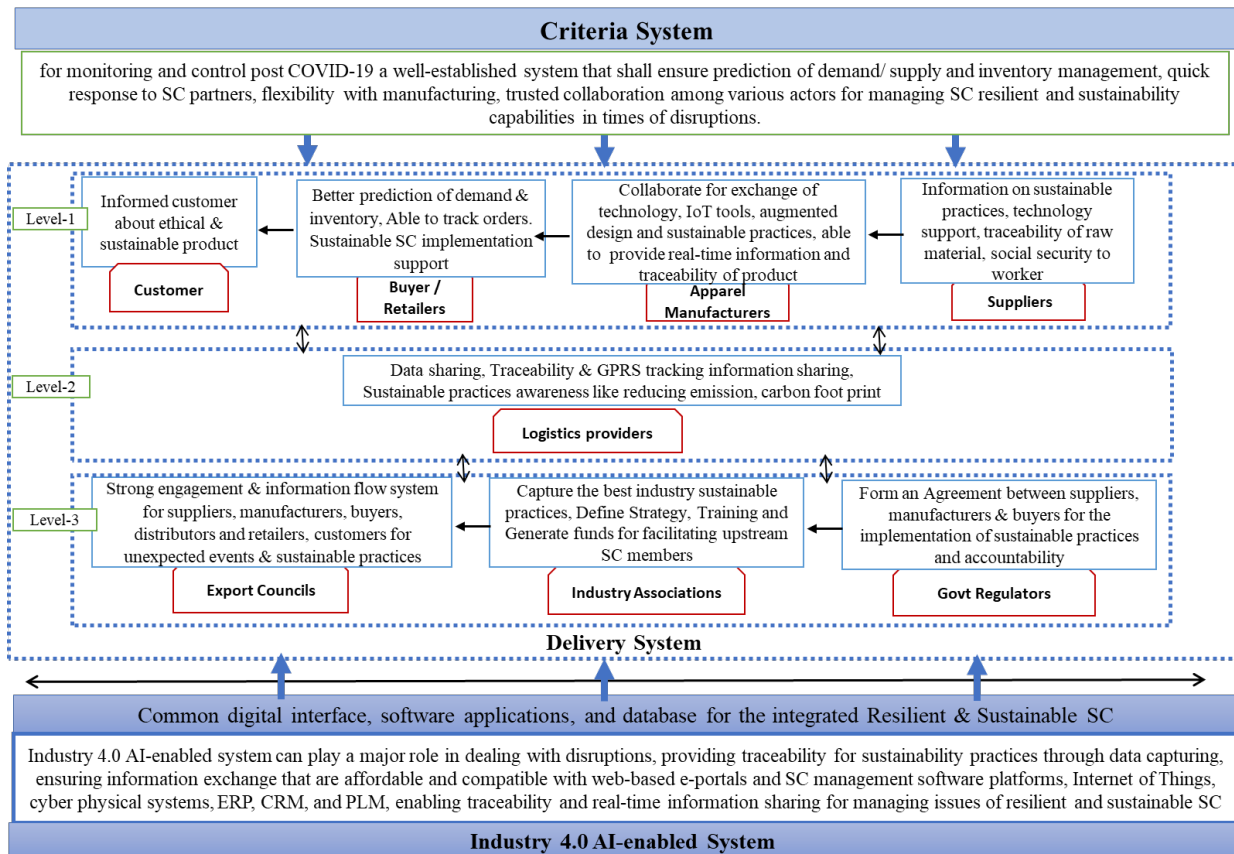 Criteria System
for monitoring and control post COVID-19 a well-established system that shall ensure prediction of demand/ supply and inventory management, quick
response to SC partners, flexibility with manufacturing, trusted collaboration among various actors for managing SC resilient and sustainability
capabilities in times of disruptions.
Level-1
Informed customer
about ethical &
sustainable product
Customer
Better prediction of demand &
inventory, Able to track orders.
Sustainable SC implementation
support
Buyer /
Retailers
Collaborate for exchange of
technology, IoT tools, augmented
design and sustainable practices, able
to provide real-time information and
traceability of product
Apparel
Manufacturers
Information on sustainable
practices, technology
support, traceability of raw
material, social security to
worker
Suppliers
Level-2
Data sharing, Traceability & GPRS tracking information sharing,
Sustainable practices awareness like reducing emission, carbon foot print
Logistics providers
Level-3
Strong engagement & information flow system
for suppliers, manufacturers, buyers,
distributors and retailers, customers for
unexpected events & sustainable practices
Export Councils
Capture the best industry sustainable
practices, Define Strategy, Training and
Generate funds for facilitating upstream
SC members
Industry Associations
Form an Agreement between suppliers,
manufacturers & buyers for the
implementation of sustainable practices
and accountability
Govt Regulators
Delivery System
Common digital interface, software applications, and database for the integrated Resilient & Sustainable SC
Industry 4.0 AI-enabled system can play a major role in dealing with disruptions, providing traceability for sustainability practices through data capturing,
ensuring information exchange that are affordable and compatible with web-based e-portals and SC management software platforms, Internet of Things,
cyber physical systems, ERP, CRM, and PLM, enabling traceability and real-time information sharing for managing issues of resilient and sustainable SC
Industry 4.0 AI-enabled System